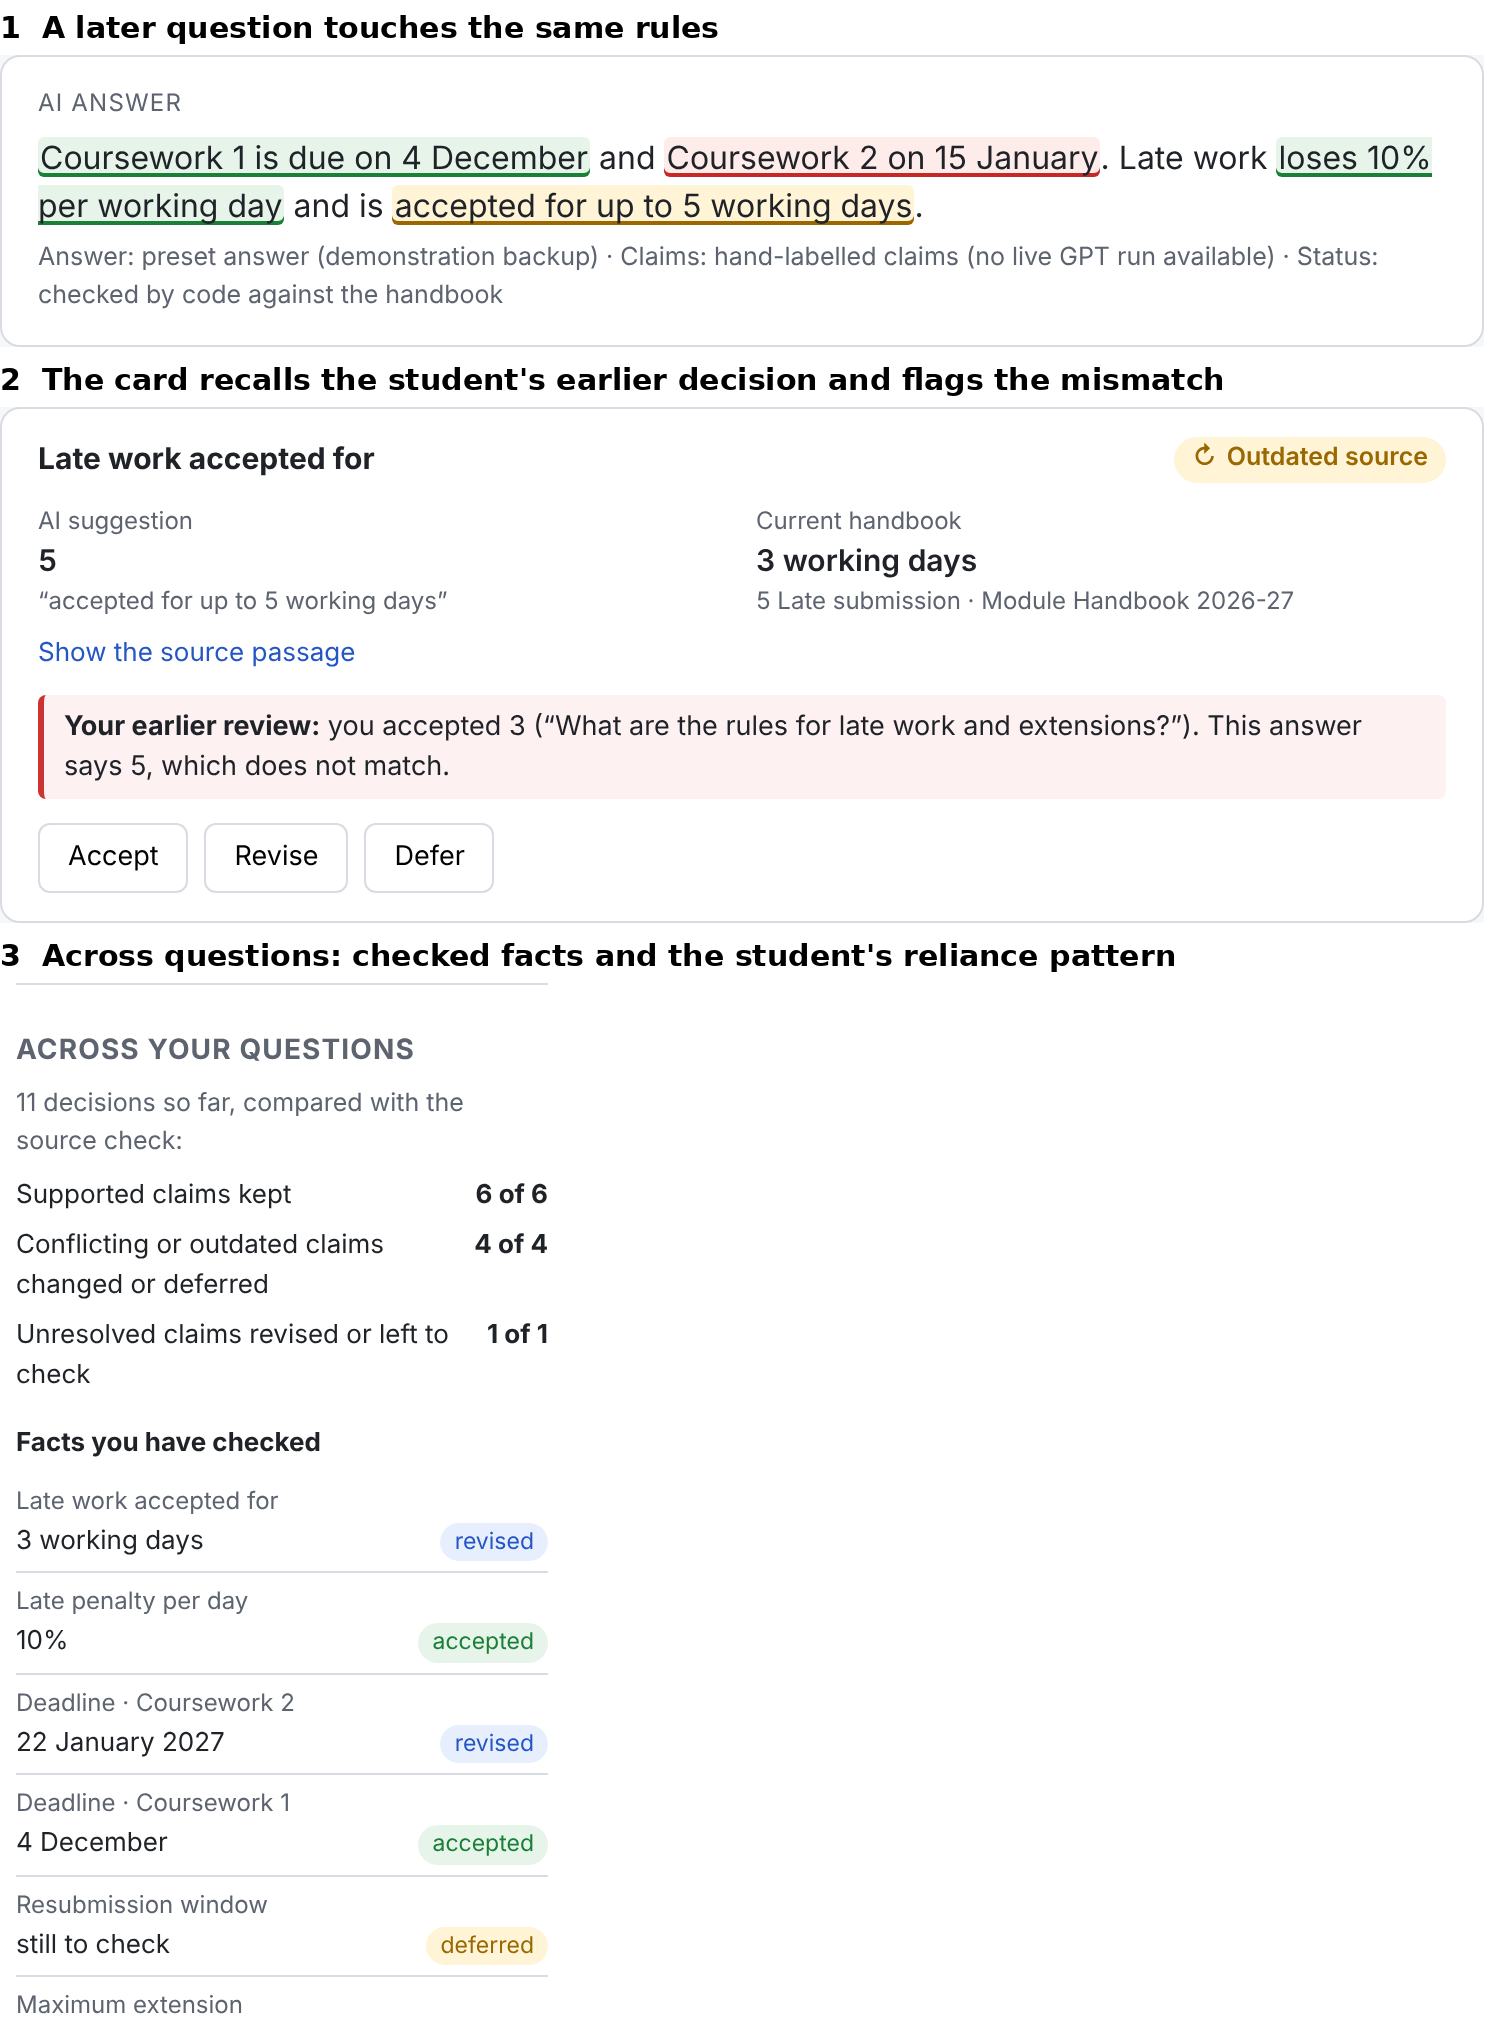 1 A later question touches the same rules
AI ANSWER
Coursework 1 is due on 4 December and Coursework 2 on 15 January. Late work loses 10%
per working day and is accepted for up to 5 working days.
Answer: preset answer (demonstration backup) · Claims: hand-labelled claims (no live GPT run available) · Status:
checked by code against the handbook
2 The card recalls the student's earlier decision and flags the mismatch
Late work accepted for
↻ Outdated source
AI suggestion
5
“accepted for up to 5 working days”
Current handbook
3 working days
5 Late submission · Module Handbook 2026-27
Show the source passage
Your earlier review: you accepted 3 (“What are the rules for late work and extensions?”). This answer
says 5, which does not match.
Accept
Revise
Defer
3 Across questions: checked facts and the student's reliance pattern
ACROSS YOUR QUESTIONS
11 decisions so far, compared with the
source check:
Supported claims kept 6 of 6
Conflicting or outdated claims 4 of 4
changed or deferred
Unresolved claims revised or left to 1 of 1
check
Facts you have checked
Late work accepted for
3 working days revised
Late penalty per day
10% accepted
Deadline · Coursework 2
22 January 2027 revised
Deadline · Coursework 1
4 December accepted
Resubmission window
still to check deferred
Maximum extension